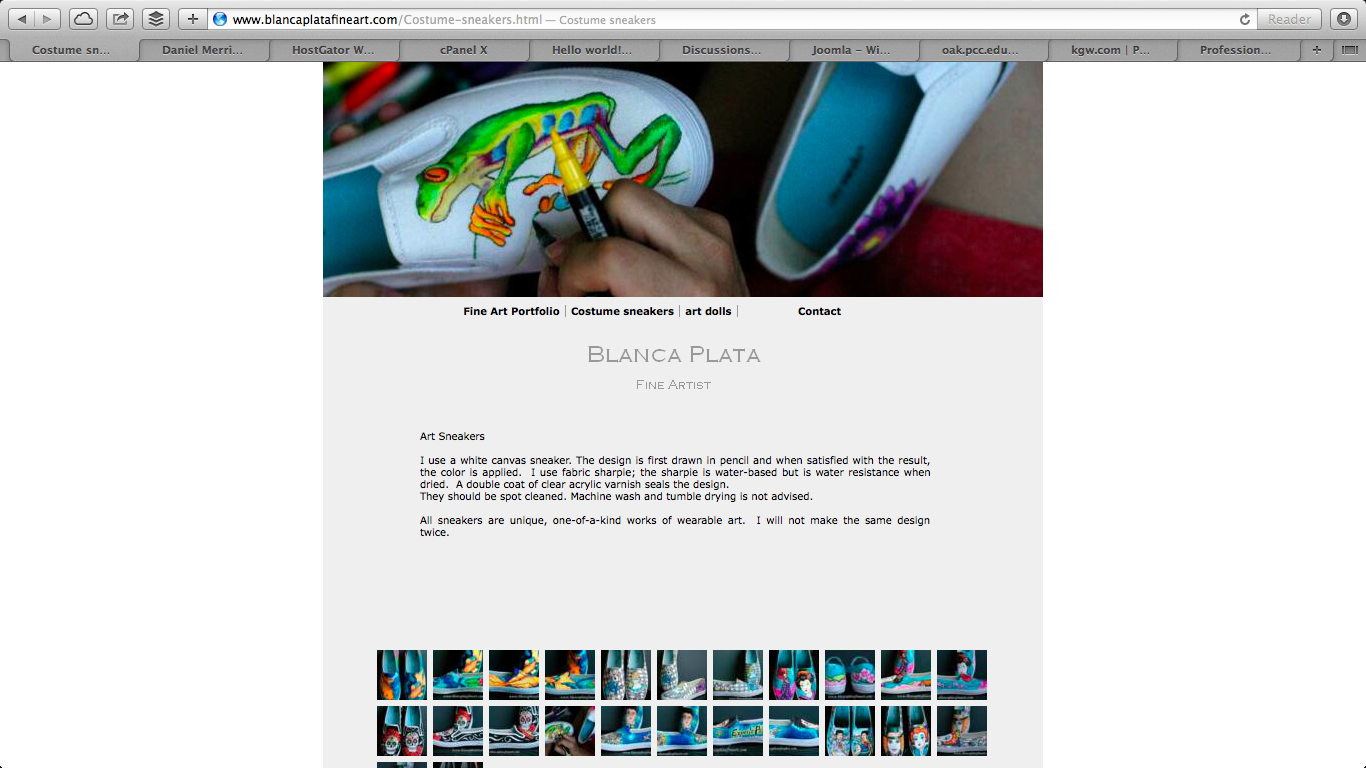 www.blancaplatafineart.com/Costume-sneakers.html — Costume sneakers
Reader
Costume sn...
Daniel Merri...
HostGator W...
cPanel X
Hello world!...
Discussions...
Joomla – Wi...
oak.pcc.edu...
kgw.com | P...
Profession...
Fine Art Portfolio
Costume sneakers
art dolls
Contact
Blanca Plata
Fine Artist
Art Sneakers
I use a white canvas sneaker. The design is first drawn in pencil and when satisfied with the result,
the color is applied. I use fabric sharpie; the sharpie is water-based but is water resistance when
dried. A double coat of clear acrylic varnish seals the design.
They should be spot cleaned. Machine wash and tumble drying is not advised.
All sneakers are unique, one-of-a-kind works of wearable art. I will not make the same design
twice.